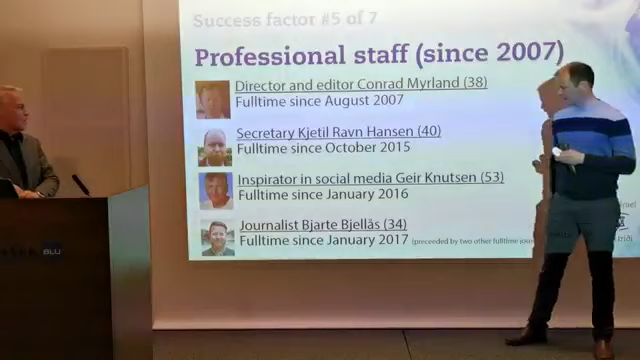 Success factor #5 of 7
Professional staff (since 2007)
Director and editor Conrad Myrland (38)
Fulltime since August 2007
Secretary Kjetil Ravn Hansen (40)
Fulltime since October 2015
Inspirator in social media Geir Knutsen (53)
Fulltime since January 2016
Journalist Bjarte Bjellås (34)
Fulltime since January 2017 (preceeded by two other fulltime
BLU